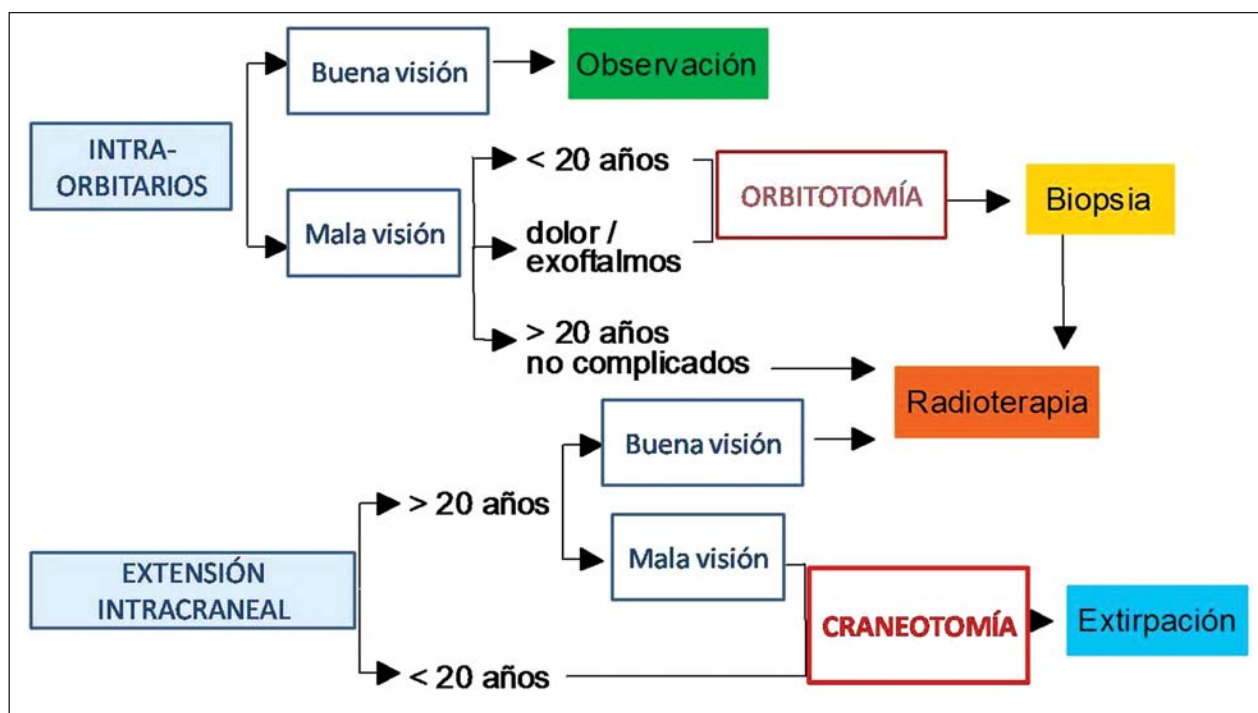 Buena visión
Observación
INTRA-
ORBITARIOS
< 20 años
ORBITOTOMÍA
Biopsia
Mala visión
dolor /
exoftalmos
> 20 años
no complicados
Radioterapia
Buena visión
> 20 años
Mala visión
EXTENSIÓN
INTRACRANEAL
CRANEOTOMÍA
Extirpación
< 20 años